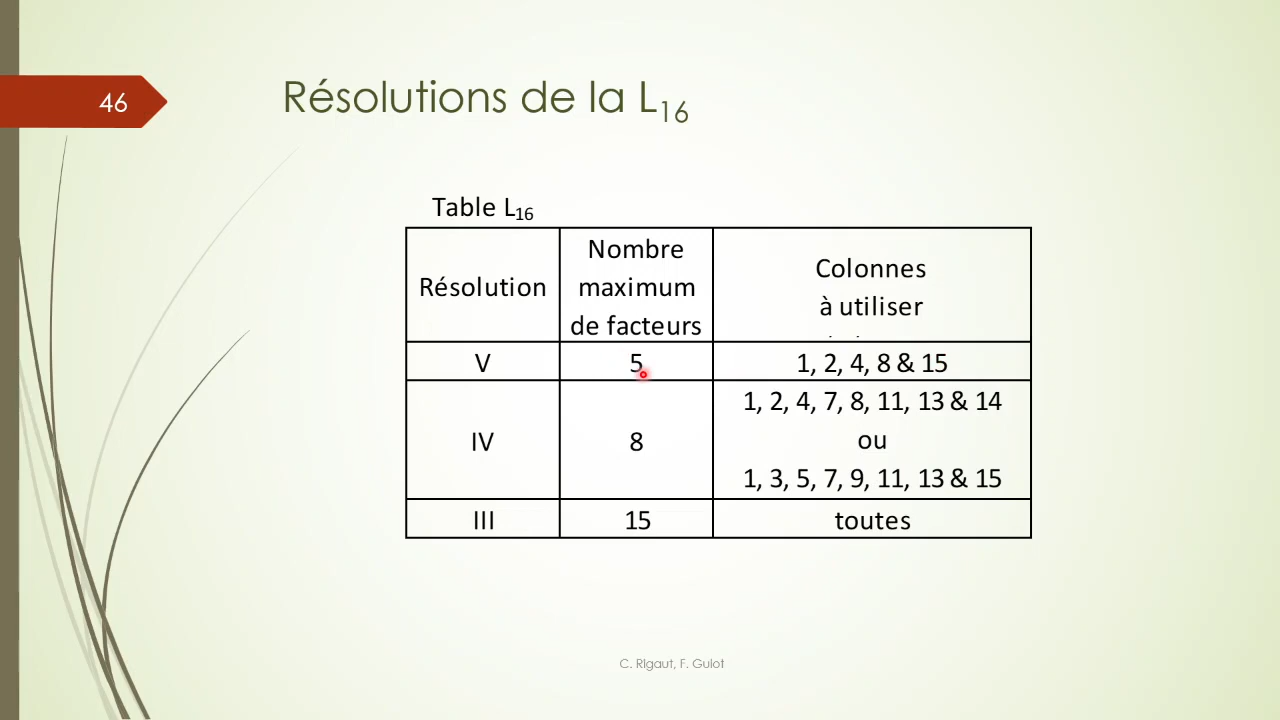 46
Résolutions de la L16
Table L16
Résolution
Nombre
maximum
de facteurs
Colonnes
à utiliser
V
5
1, 2, 4, 8 & 15
IV
8
1, 2, 4, 7, 8, 11, 13 & 14
ou
1, 3, 5, 7, 9, 11, 13 & 15
III
15
toutes
C. Rigaut, F. Guiot